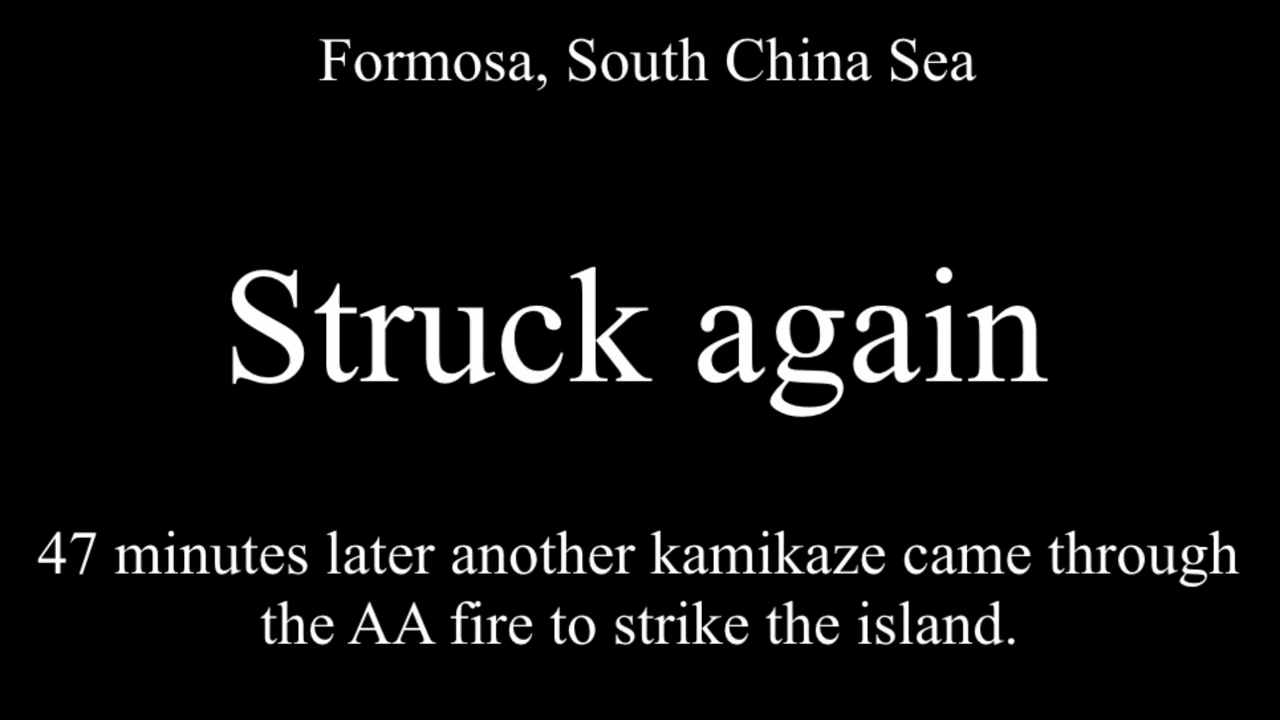 Formosa, South China Sea
Struck again
47 minutes later another kamikaze came through
the AA fire to strike the island.